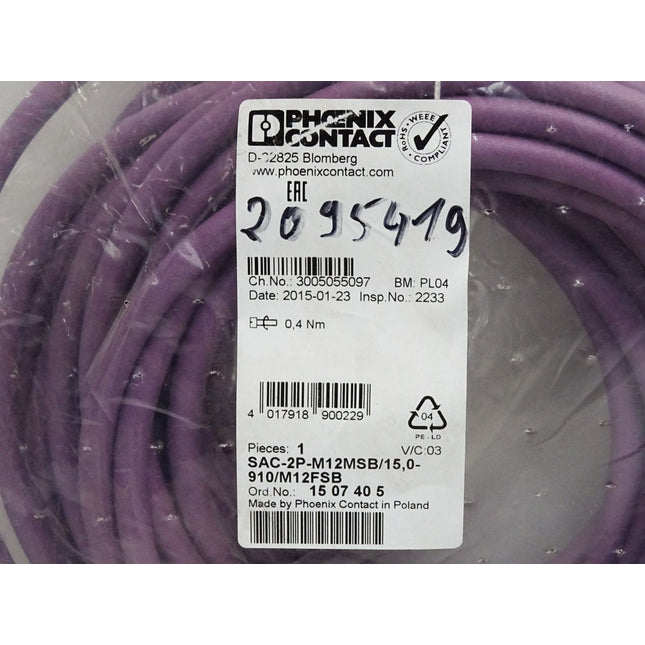 PHOENIX
CONTACT
RoHS - WEEE
COMPLIANT
D-32825 Blomberg
www.phoenixcontact.com
EAC
2095419
Ch.No.: 3005055097 BM: PL04
Date: 2015-01-23 Insp.No.: 2233
0,4 Nm
4 017918 900229
04
PE-LD
Pieces: 1 V/C:03
SAC-2P-M12MSB/15,0-
910/M12FSB
Ord.No.: 15 07 40 5
Made by Phoenix Contact in Poland